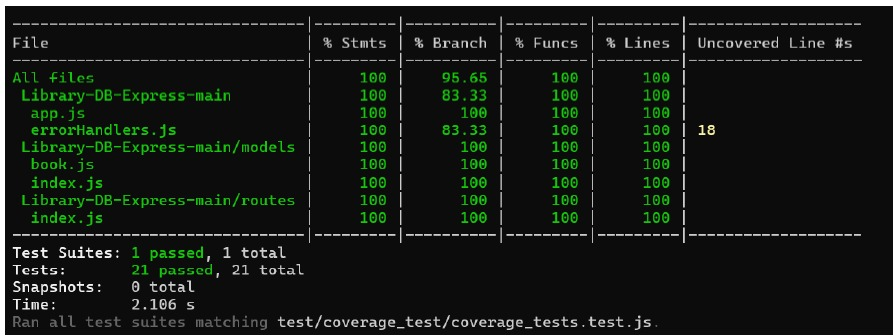 -----------------------------------|---------|----------|---------|---------|-------------------
File | % Stmts | % Branch | % Funcs | % Lines | Uncovered Line #s
-----------------------------------|---------|----------|---------|---------|-------------------
All files | 100 | 95.65 | 100 | 100 |
Library-DB-Express-main | 100 | 83.33 | 100 | 100 |
app.js | 100 | 100 | 100 | 100 |
errorHandlers.js | 100 | 83.33 | 100 | 100 | 18
Library-DB-Express-main/models | 100 | 100 | 100 | 100 |
book.js | 100 | 100 | 100 | 100 |
index.js | 100 | 100 | 100 | 100 |
Library-DB-Express-main/routes | 100 | 100 | 100 | 100 |
index.js | 100 | 100 | 100 | 100 |
-----------------------------------|---------|----------|---------|---------|-------------------
Test Suites: 1 passed, 1 total
Tests: 21 passed, 21 total
Snapshots: 0 total
Time: 2.106 s
Ran all test suites matching test/coverage_test/coverage_tests.test.js.